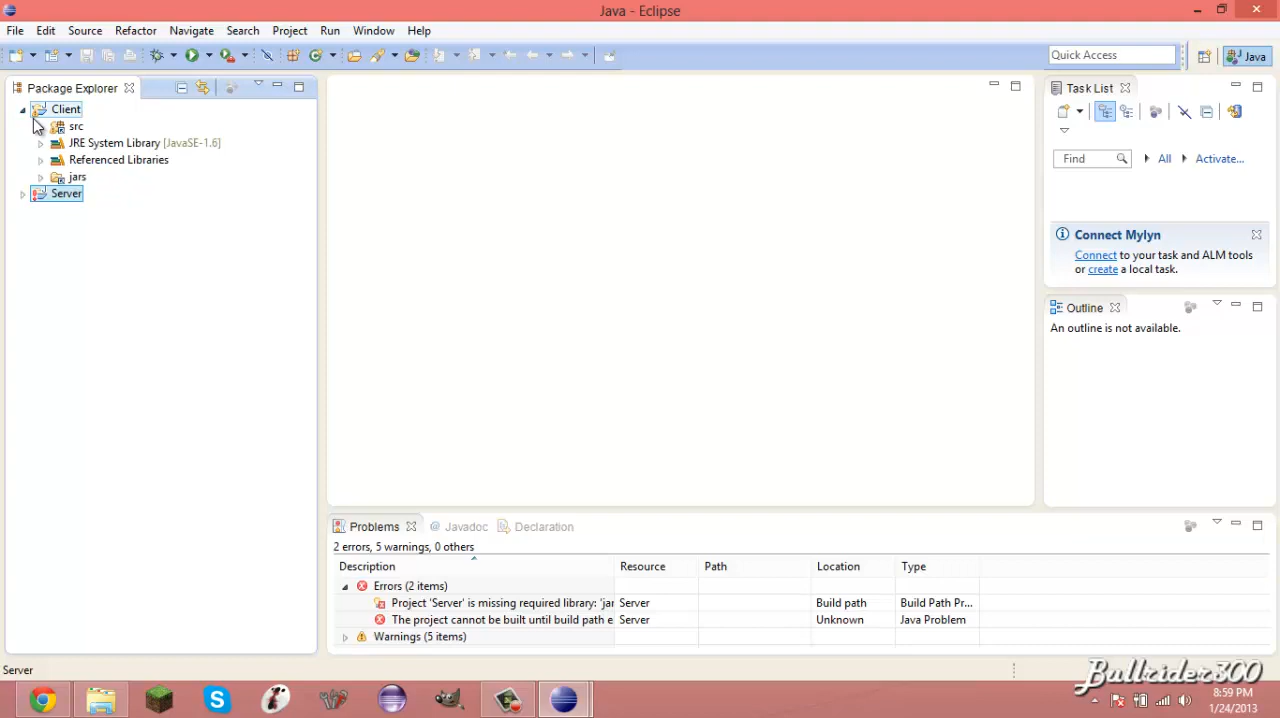 Java - Eclipse
File Edit Source Refactor Navigate Search Project Run Window Help
Quick Access Java
Package Explorer
Client
src
JRE System Library [JavaSE-1.6]
Referenced Libraries
jars
Server
Task List
Find All Activate...
Connect Mylyn
Connect to your task and ALM tools
or create a local task.
Outline
An outline is not available.
Problems @ Javadoc Declaration
2 errors, 5 warnings, 0 others
Description Resource Path Location Type
Errors (2 items)
Project 'Server' is missing required library: 'jar Server Build path Build Path Pr...
The project cannot be built until build path e Server Unknown Java Problem
Warnings (5 items)
Server
Bullrider300
8:59 PM
1/24/2013